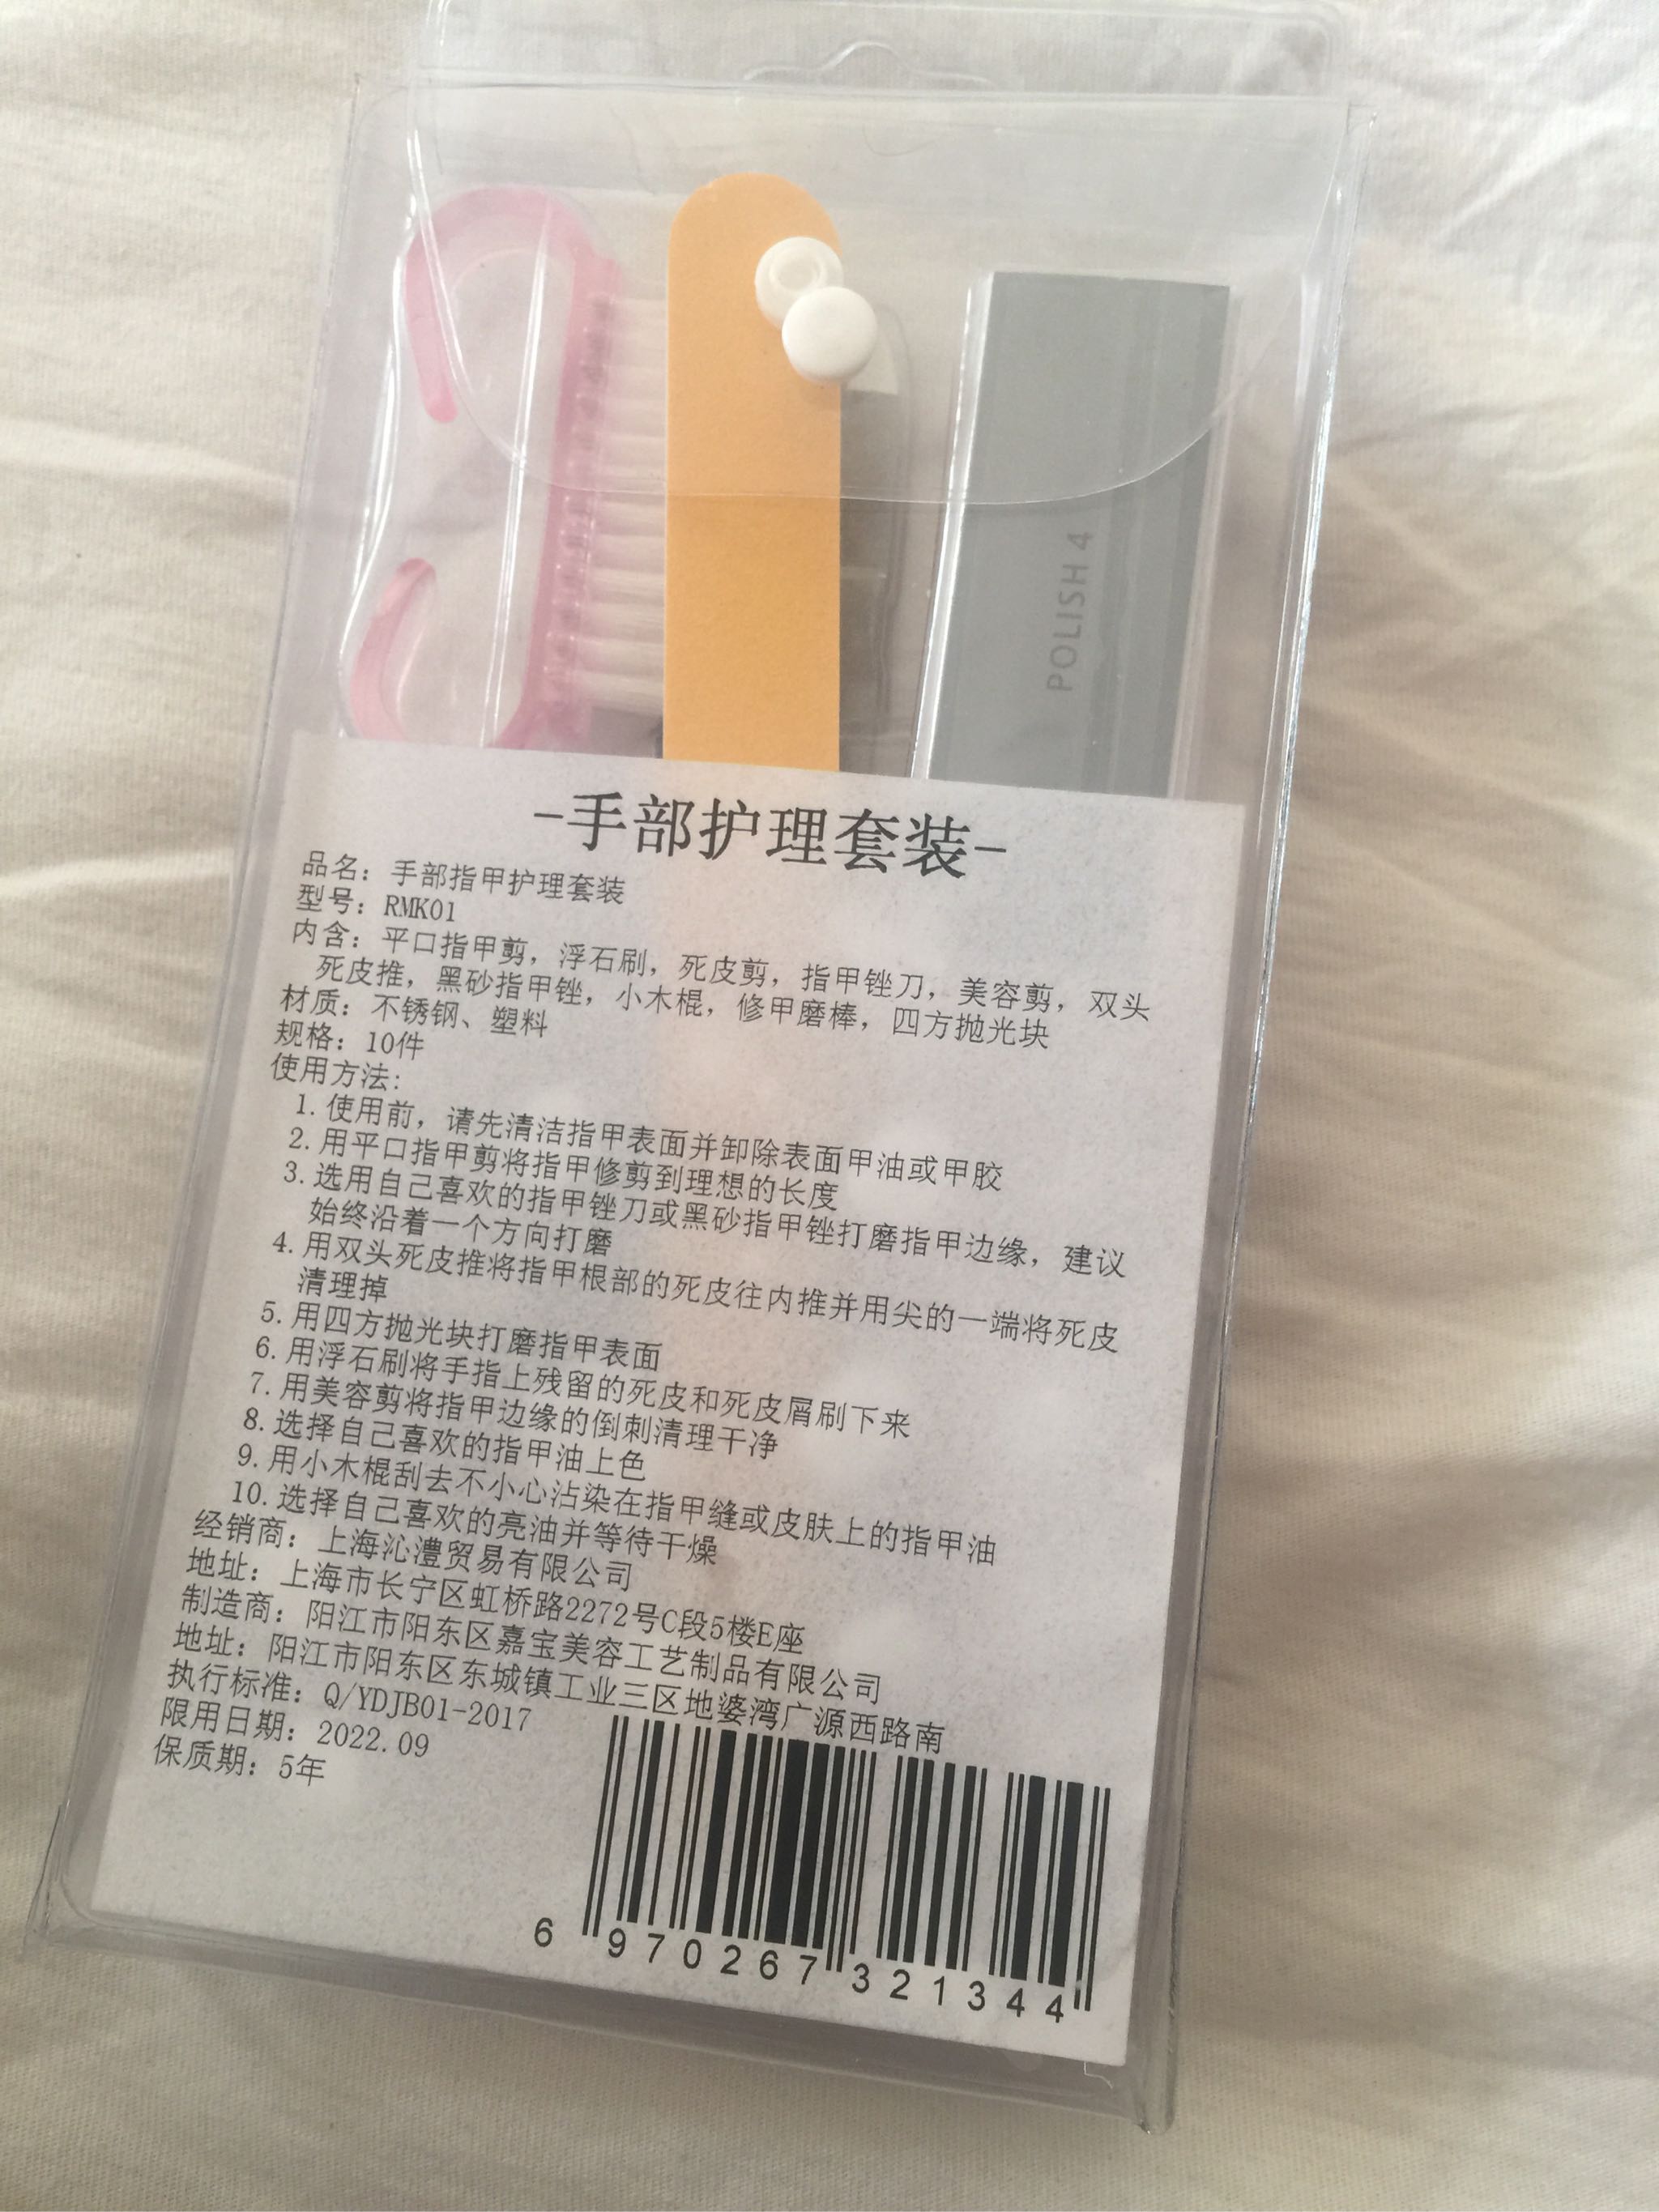 POLISH 4
-手部护理套装-
品名：手部指甲护理套装
型号：RMK01
内含：平口指甲剪，浮石刷，死皮剪，指甲锉刀，美容剪，双头
死皮推，黑砂指甲锉，小木棍，修甲磨棒，四方抛光块
材质：不锈钢、塑料
规格：10件
使用方法:
1. 使用前，请先清洁指甲表面并卸除表面甲油或甲胶
2. 用平口指甲剪将指甲修剪到理想的长度
3. 选用自己喜欢的指甲锉刀或黑砂指甲锉打磨指甲边缘，建议
始终沿着一个方向打磨
4. 用双头死皮推将指甲根部的死皮往内推并用尖的一端将死皮
清理掉
5. 用四方抛光块打磨指甲表面
6. 用浮石刷将手指上残留的死皮和死皮屑刷下来
7. 用美容剪将指甲边缘的倒刺清理干净
8. 选择自己喜欢的指甲油上色
9. 用小木棍刮去不小心沾染在指甲缝或皮肤上的指甲油
10. 选择自己喜欢的亮油并等待干燥
经销商：上海沁澧贸易有限公司
地址：上海市长宁区虹桥路2272号C段5楼E座
制造商：阳江市阳东区嘉宝美容工艺制品有限公司
地址：阳江市阳东区东城镇工业三区地婆湾广源西路南
执行标准：Q/YDJB01-2017
限用日期：2022.09
保质期：5年
6 970267 321344